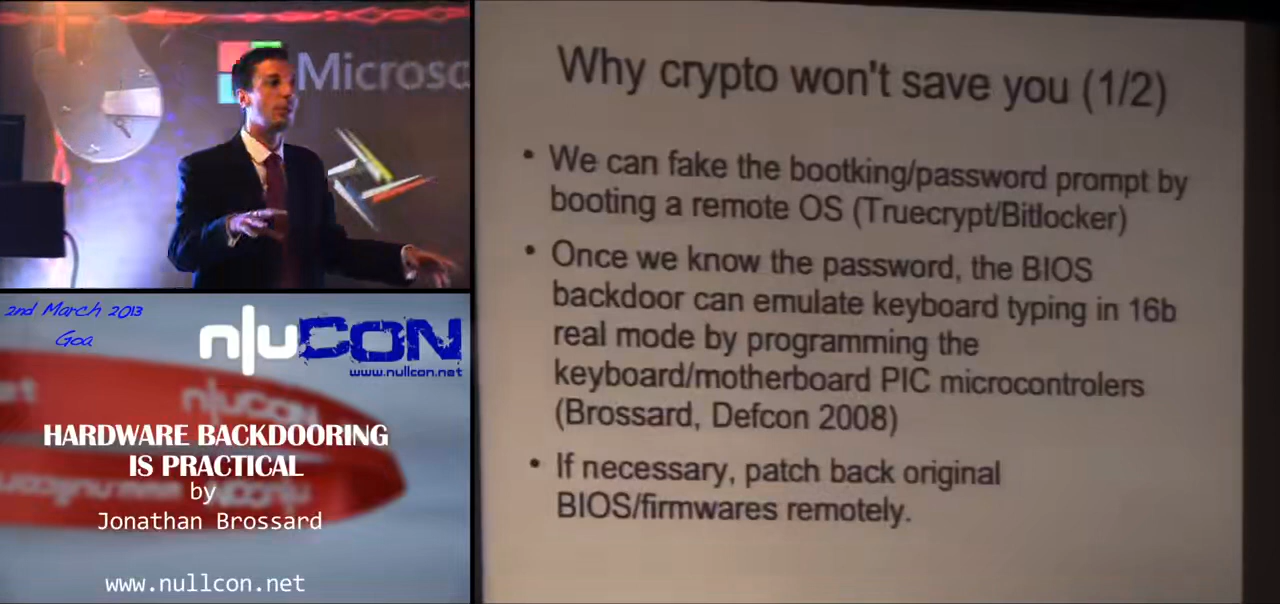 Microsoft
2nd March 2013
Goa
n|u CON
www.nullcon.net
HARDWARE BACKDOORING
IS PRACTICAL
by
Jonathan Brossard
www.nullcon.net
Why crypto won't save you (1/2)
• We can fake the bootking/password prompt by
booting a remote OS (Truecrypt/Bitlocker)
• Once we know the password, the BIOS
backdoor can emulate keyboard typing in 16b
real mode by programming the
keyboard/motherboard PIC microcontrolers
(Brossard, Defcon 2008)
• If necessary, patch back original
BIOS/firmwares remotely.